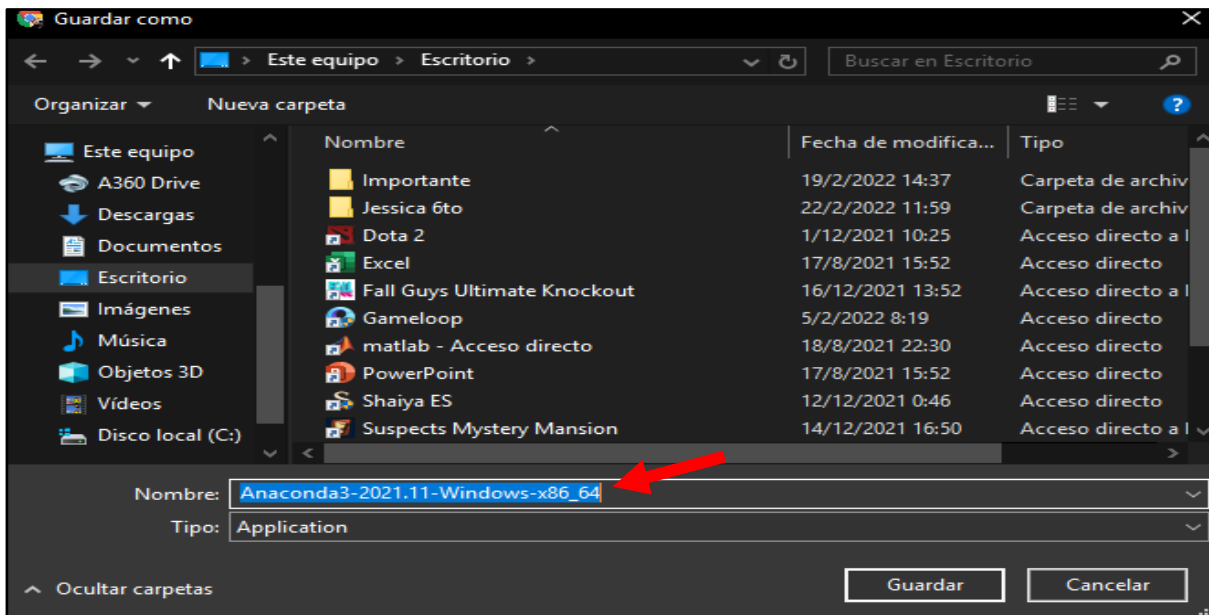 Guardar como
Este equipo > Escritorio >
Buscar en Escritorio
Organizar
Nueva carpeta
Nombre Fecha de modifica... Tipo
Este equipo
A360 Drive
Descargas
Documentos
Escritorio
Imágenes
Música
Objetos 3D
Vídeos
Disco local (C:)
Importante 19/2/2022 14:37 Carpeta de archiv
Jessica 6to 22/2/2022 11:59 Carpeta de archiv
Dota 2 1/12/2021 10:25 Acceso directo a l
Excel 17/8/2021 15:52 Acceso directo
Fall Guys Ultimate Knockout 16/12/2021 13:52 Acceso directo a l
Gameloop 5/2/2022 8:19 Acceso directo
matlab - Acceso directo 18/8/2021 22:30 Acceso directo
PowerPoint 17/8/2021 15:52 Acceso directo
Shaiya ES 12/12/2021 0:46 Acceso directo
Suspects Mystery Mansion 14/12/2021 16:50 Acceso directo a l
Nombre: Anaconda3-2021.11-Windows-x86_64
Tipo: Application
Ocultar carpetas
Guardar
Cancelar